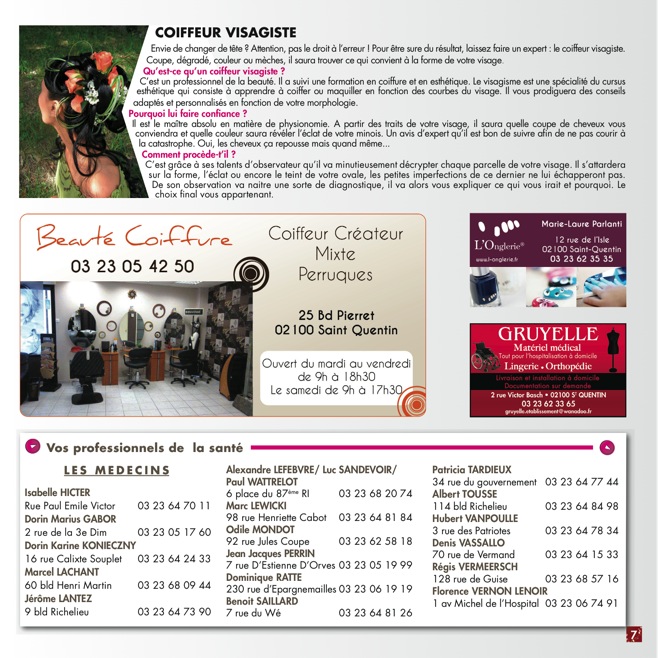 COIFFEUR VISAGISTE
Envie de changer de tête ? Attention, pas le droit à l'erreur ! Pour être sure du résultat, laissez faire un expert : le coiffeur visagiste.
Coupe, dégradé, couleur ou mèches, il saura trouver ce qui convient à la forme de votre visage.
Qu'est-ce qu'un coiffeur visagiste ?
C'est un professionnel de la beauté. Il a suivi une formation en coiffure et en esthétique. Le visagisme est une spécialité du cursus
esthétique qui consiste à apprendre à coiffer ou maquiller en fonction des courbes du visage. Il vous prodiguera des conseils
adaptés et personnalisés en fonction de votre morphologie.
Pourquoi lui faire confiance ?
Il est le maître absolu en matière de physionomie. A partir des traits de votre visage, il saura quelle coupe de cheveux vous
conviendra et quelle couleur saura révéler l'éclat de votre minois. Un avis d'expert qu'il est bon de suivre afin de ne pas courir à
la catastrophe. Oui, les cheveux ça repousse mais quand même...
Comment procède-t'il ?
C'est grâce à ses talents d'observateur qu'il va minutieusement décrypter chaque parcelle de votre visage. Il s'attardera
sur la forme, l'éclat ou encore le teint de votre ovale, les petites imperfections de ce dernier ne lui échapperont pas.
De son observation va naitre une sorte de diagnostique, il va alors vous expliquer ce qui vous irait et pourquoi. Le
choix final vous appartenant.
Beauté Coiffure
03 23 05 42 50
Coiffeur Créateur
Mixte
Perruques
25 Bd Pierret
02100 Saint Quentin
Ouvert du mardi au vendredi
de 9h à 18h30
Le samedi de 9h à 17h30
L'Onglerie®
www.l-onglerie.fr
Marie-Laure Parlanti
12 rue de l'Isle
02100 Saint-Quentin
03 23 62 35 35
GRUYELLE
Matériel médical
Tout pour l'hospitalisation à domicile
Lingerie • Orthopédie
Livraison et installation à domicile
Documentation sur demande
2 rue Victor Basch • 02100 St QUENTIN
03 23 62 33 65
gruyelle.etablissement@wanadoo.fr
Vos professionnels de la santé
LES MEDECINS
Isabelle HICTER
Rue Paul Emile Victor 03 23 64 70 11
Dorin Marius GABOR
2 rue de la 3e Dim 03 23 05 17 60
Dorin Karine KONIECZNY
16 rue Calixte Souplet 03 23 64 24 33
Marcel LACHANT
60 bld Henri Martin 03 23 68 09 44
Jérôme LANTEZ
9 bld Richelieu 03 23 64 73 90
Alexandre LEFEBVRE/ Luc SANDEVOIR/
Paul WATTRELOT
6 place du 87ème RI 03 23 68 20 74
Marc LEWICKI
98 rue Henriette Cabot 03 23 64 81 84
Odile MONDOT
92 rue Jules Coupe 03 23 62 58 18
Jean Jacques PERRIN
7 rue D'Estienne D'Orves 03 23 05 19 99
Dominique RATTE
230 rue d'Epargnemailles 03 23 06 19 19
Benoit SAILLARD
7 rue du Wé 03 23 64 81 26
Patricia TARDIEUX
34 rue du gouvernement 03 23 64 77 44
Albert TOUSSE
114 bld Richelieu 03 23 64 84 98
Hubert VANPOULLE
3 rue des Patriotes 03 23 64 78 34
Denis VASSALLO
70 rue de Vermand 03 23 64 15 33
Régis VERMEERSCH
128 rue de Guise 03 23 68 57 16
Florence VERNON LENOIR
1 av Michel de l'Hospital 03 23 06 74 91
7